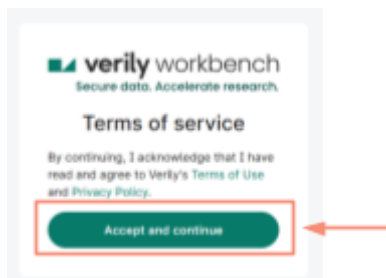 verily workbench
Secure data. Accelerate research.
Terms of service
By continuing, I acknowledge that I have
read and agree to Verily's Terms of Use
and Privacy Policy.
Accept and continue